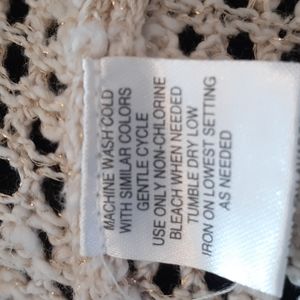 MACHINE WASH COLD
WITH SIMILAR COLORS
GENTLE CYCLE
USE ONLY NON-CHLORINE
BLEACH WHEN NEEDED
TUMBLE DRY LOW
IRON ON LOWEST SETTING
AS NEEDED